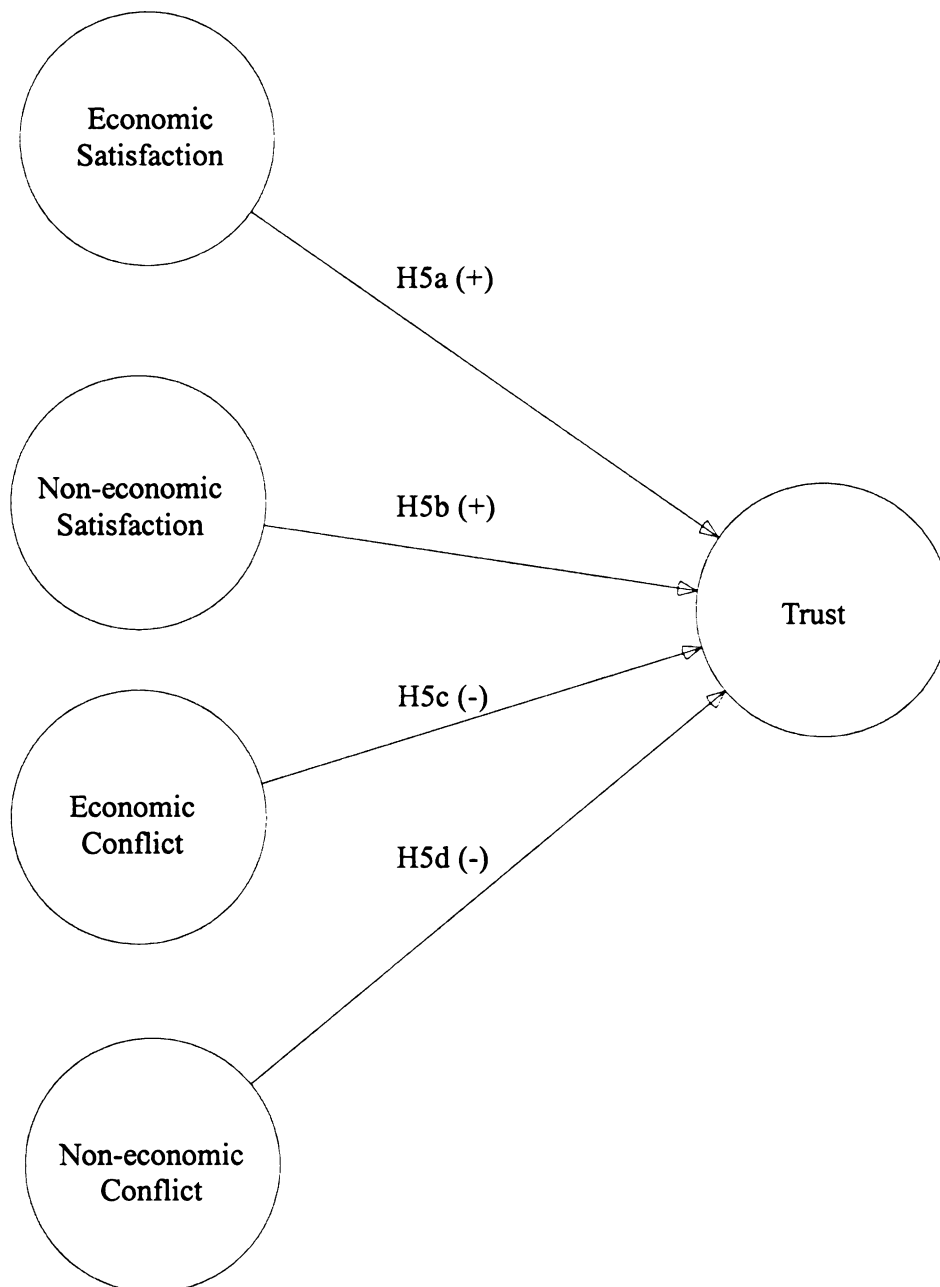 Economic
Satisfaction
H5a (+)
Non-economic
Satisfaction
H5b (+)
Trust
H5c (-)
Economic
Conflict
H5d (-)
Non-economic
Conflict